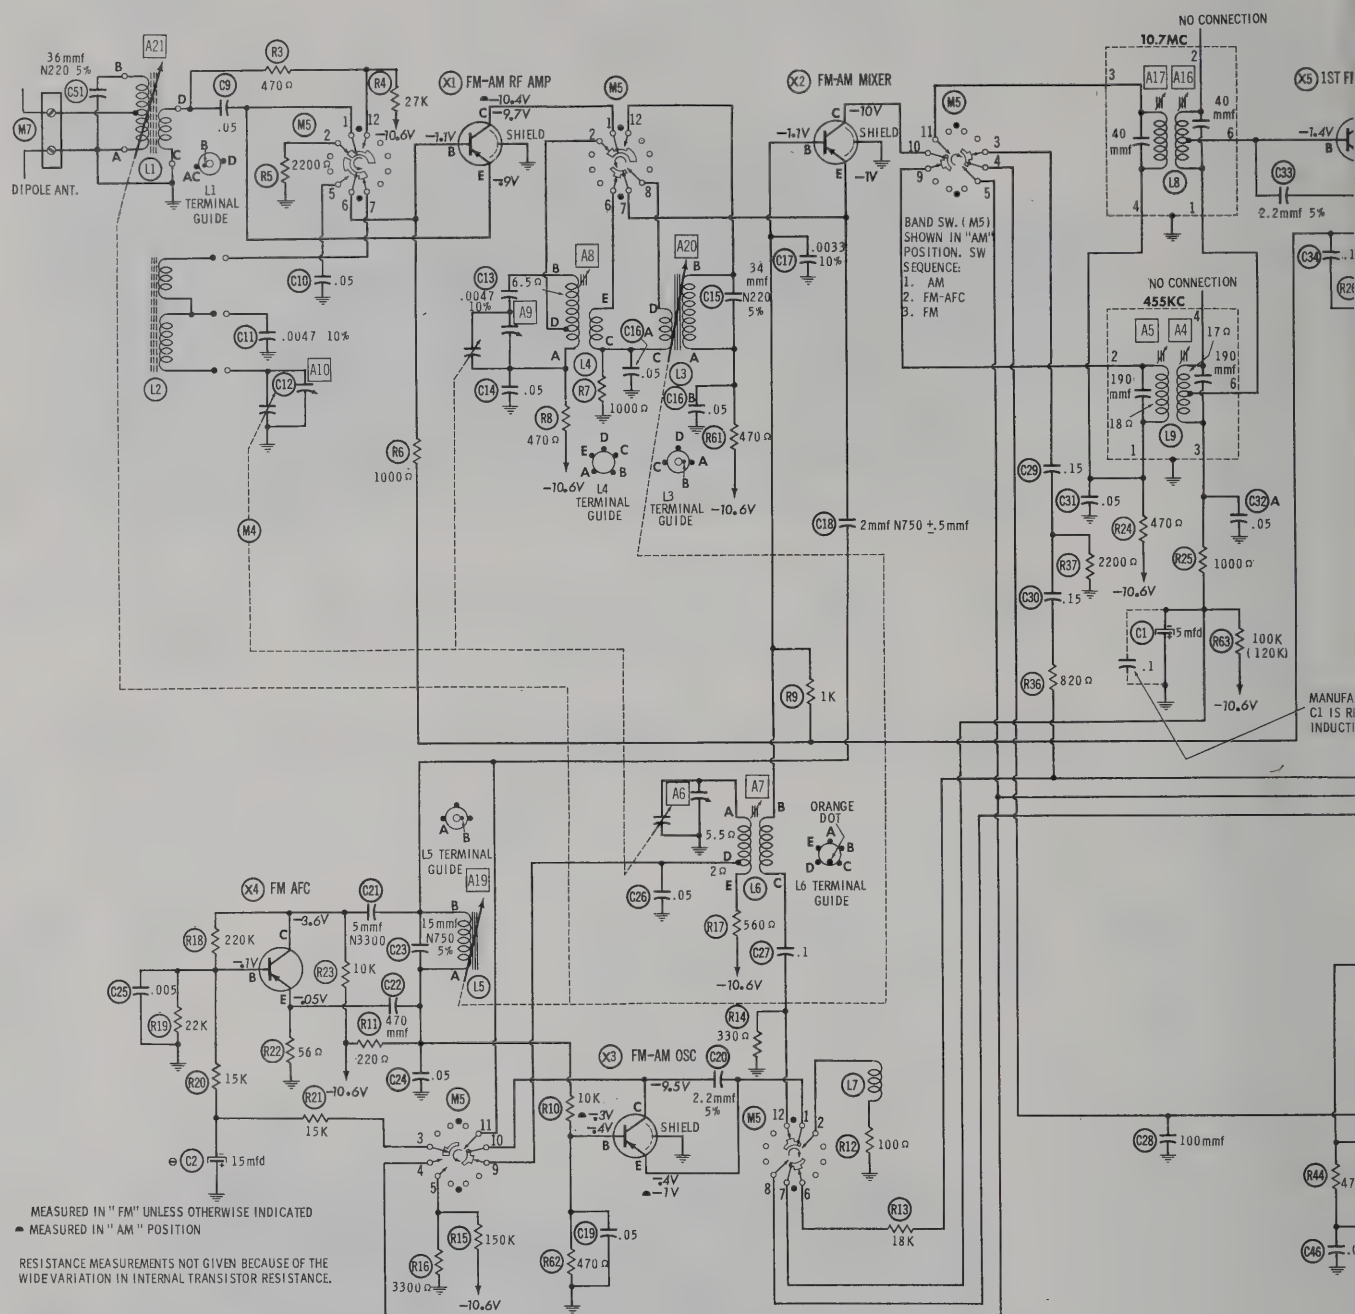 NO CONNECTION
10.7MC
36mmf
N220 5%
C51
B
A21
R3
470Ω
C9
.05
R4
27K
X1 FM-AM RF AMP
-10.4V
-9.7V
M5
X2 FM-AM MIXER
-10V
M5
A17 A16
40 mmf
40 mmf
X5 1ST FI
-1.4V
M7
DIPOLE ANT.
A
L1
D
C
L1
TERMINAL
GUIDE
AC
B
D
M5
R5
2200Ω
-10.6V
-1.1V
B
C
SHIELD
E
-.9V
-1.1V
B
C
SHIELD
E
-1V
L8
C33
2.2mmf 5%
BAND SW. (M5)
SHOWN IN "AM"
POSITION. SW
SEQUENCE:
1. AM
2. FM-AFC
3. FM
C10
.05
C11
.0047 10%
L2
C12
A10
C13
6.5Ω
.0047
10%
A9
A8
A20
C17
.0033
10%
34
mmf
N220
5%
C15
C34
NO CONNECTION
455KC
A5 A4
17Ω
190
mmf
190
mmf
18Ω
L9
C14
.05
L4
R7
1000Ω
C16 A
.05
L3
C16 B
.05
R8
470Ω
R61
470Ω
-10.6V
L4
TERMINAL
GUIDE
L3
TERMINAL
GUIDE
-10.6V
R6
1000Ω
M4
C18
2mmf N750 ±.5mmf
C29
.15
C31
.05
R24
470Ω
C32 A
.05
R37
2200Ω
R25
1000Ω
-10.6V
C30
.15
C1
5mfd
.1
R63
100K
(120K)
-10.6V
R36
820Ω
R9
1K
MANUFA
C1 IS R
INDUCTI
A6
A7
5.5Ω
2Ω
L6
ORANGE
DOT
L6 TERMINAL
GUIDE
L5 TERMINAL
GUIDE
A19
C26
.05
R17
560Ω
-10.6V
C27
.1
X4 FM AFC
C21
5mmf
N3300
-3.6V
R18
220K
-.1V
15mmf
N750
5%
C23
L5
C25
.005
R19
22K
R23
10K
C22
470
mmf
-.05V
R22
56Ω
R11
220Ω
C24
.05
-10.6V
R20
15K
R21
15K
M5
R14
330Ω
X3 FM-AM OSC
C20
2.2mmf
5%
-9.5V
R10
10K
-.3V
-.4V
SHIELD
-.4V
-1V
M5
L7
R12
100Ω
C28
100mmf
C2
15mfd
R44
C46
R13
18K
R15
150K
R16
3300Ω
-10.6V
R62
470Ω
C19
.05
MEASURED IN "FM" UNLESS OTHERWISE INDICATED
MEASURED IN "AM" POSITION
RESISTANCE MEASUREMENTS NOT GIVEN BECAUSE OF THE
WIDE VARIATION IN INTERNAL TRANSISTOR RESISTANCE.